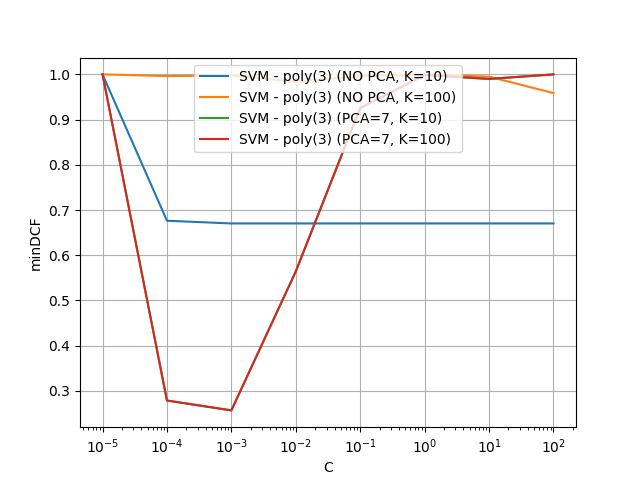 SVM - poly(3) (NO PCA, K=10)
SVM - poly(3) (NO PCA, K=100)
SVM - poly(3) (PCA=7, K=10)
SVM - poly(3) (PCA=7, K=100)
1.0
0.9
0.8
0.7
0.6
0.5
0.4
0.3
minDCF
10⁻⁵ 10⁻⁴ 10⁻³ 10⁻² 10⁻¹ 10⁰ 10¹ 10²
C